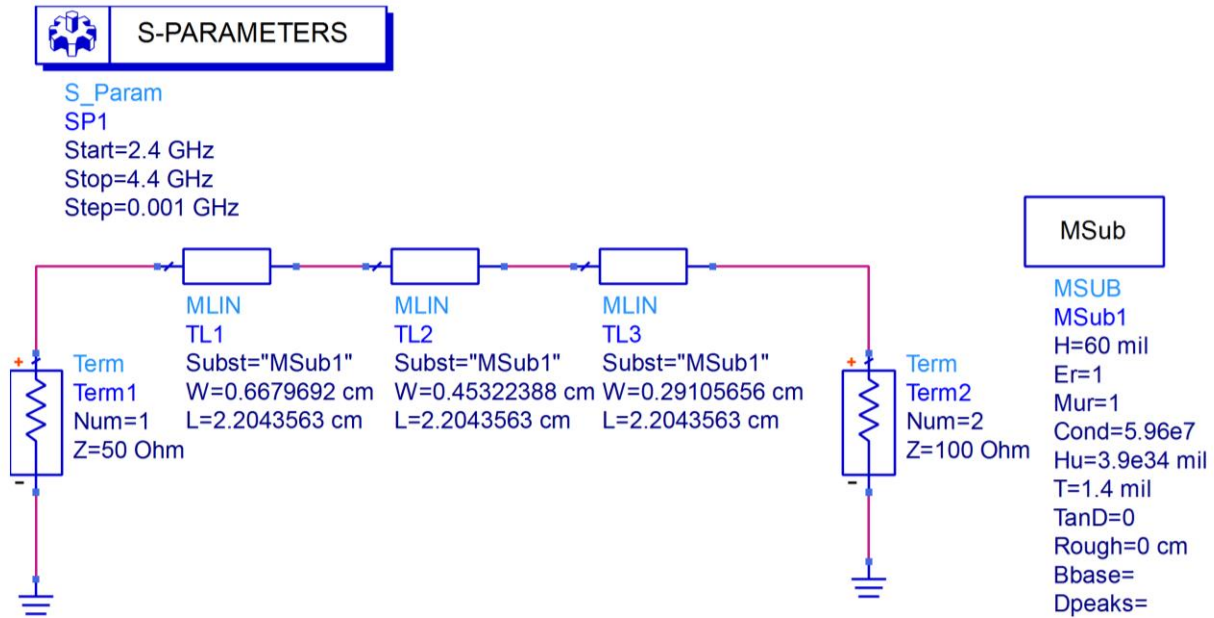 S-PARAMETERS
S_Param
SP1
Start=2.4 GHz
Stop=4.4 GHz
Step=0.001 GHz
MLIN
TL1
Subst="MSub1"
W=0.6679692 cm
L=2.2043563 cm
MLIN
TL2
Subst="MSub1"
W=0.45322388 cm
L=2.2043563 cm
MLIN
TL3
Subst="MSub1"
W=0.29105656 cm
L=2.2043563 cm
+
Term
Term1
Num=1
Z=50 Ohm
-
+
Term
Term2
Num=2
Z=100 Ohm
-
MSub
MSUB
MSub1
H=60 mil
Er=1
Mur=1
Cond=5.96e7
Hu=3.9e34 mil
T=1.4 mil
TanD=0
Rough=0 cm
Bbase=
Dpeaks=